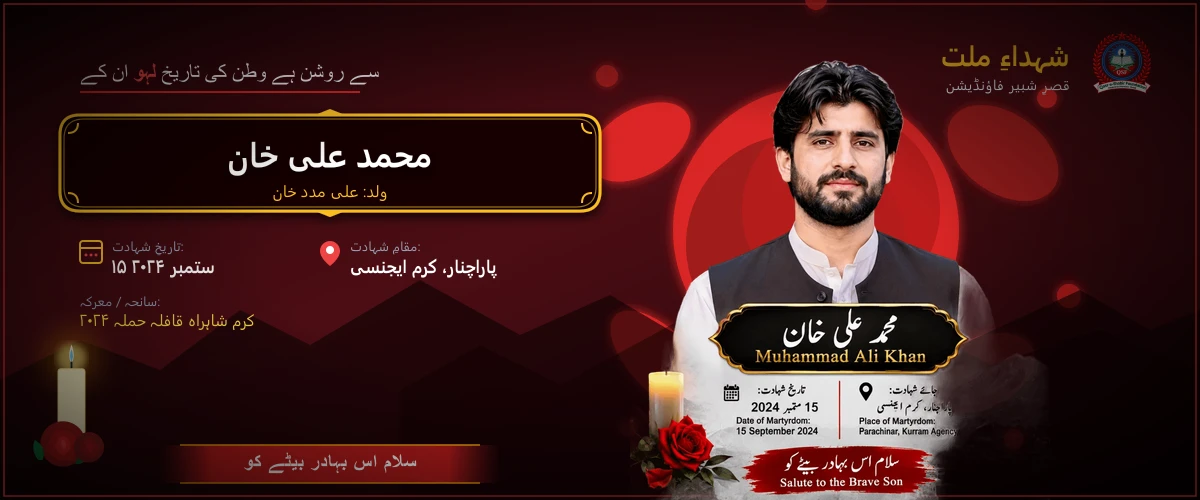 شہداءِ ملت
قصرِ شبیر فاؤنڈیشن
QSF
سے روشن ہے وطن کی تاریخ لہو ان کے
محمد علی خان
ولد: علی مدد خان
تاریخ شہادت:
۱۵ ستمبر ۲۰۲۴
مقامِ شہادت:
پاراچنار، کرم ایجنسی
سانحہ / معرکہ:
کرم شاہراہ قافلہ حملہ ۲۰۲۴
سلام اس بہادر بیٹے کو
محمد علی خان
Muhammad Ali Khan
تاریخ شہادت:
15 ستمبر 2024
Date of Martyrdom:
15 September 2024
جائے شہادت:
پاراچنار، کرم ایجنسی
Place of Martyrdom:
Parachinar, Kurram Agency
سلام اس بہادر بیٹے کو
Salute to the Brave Son